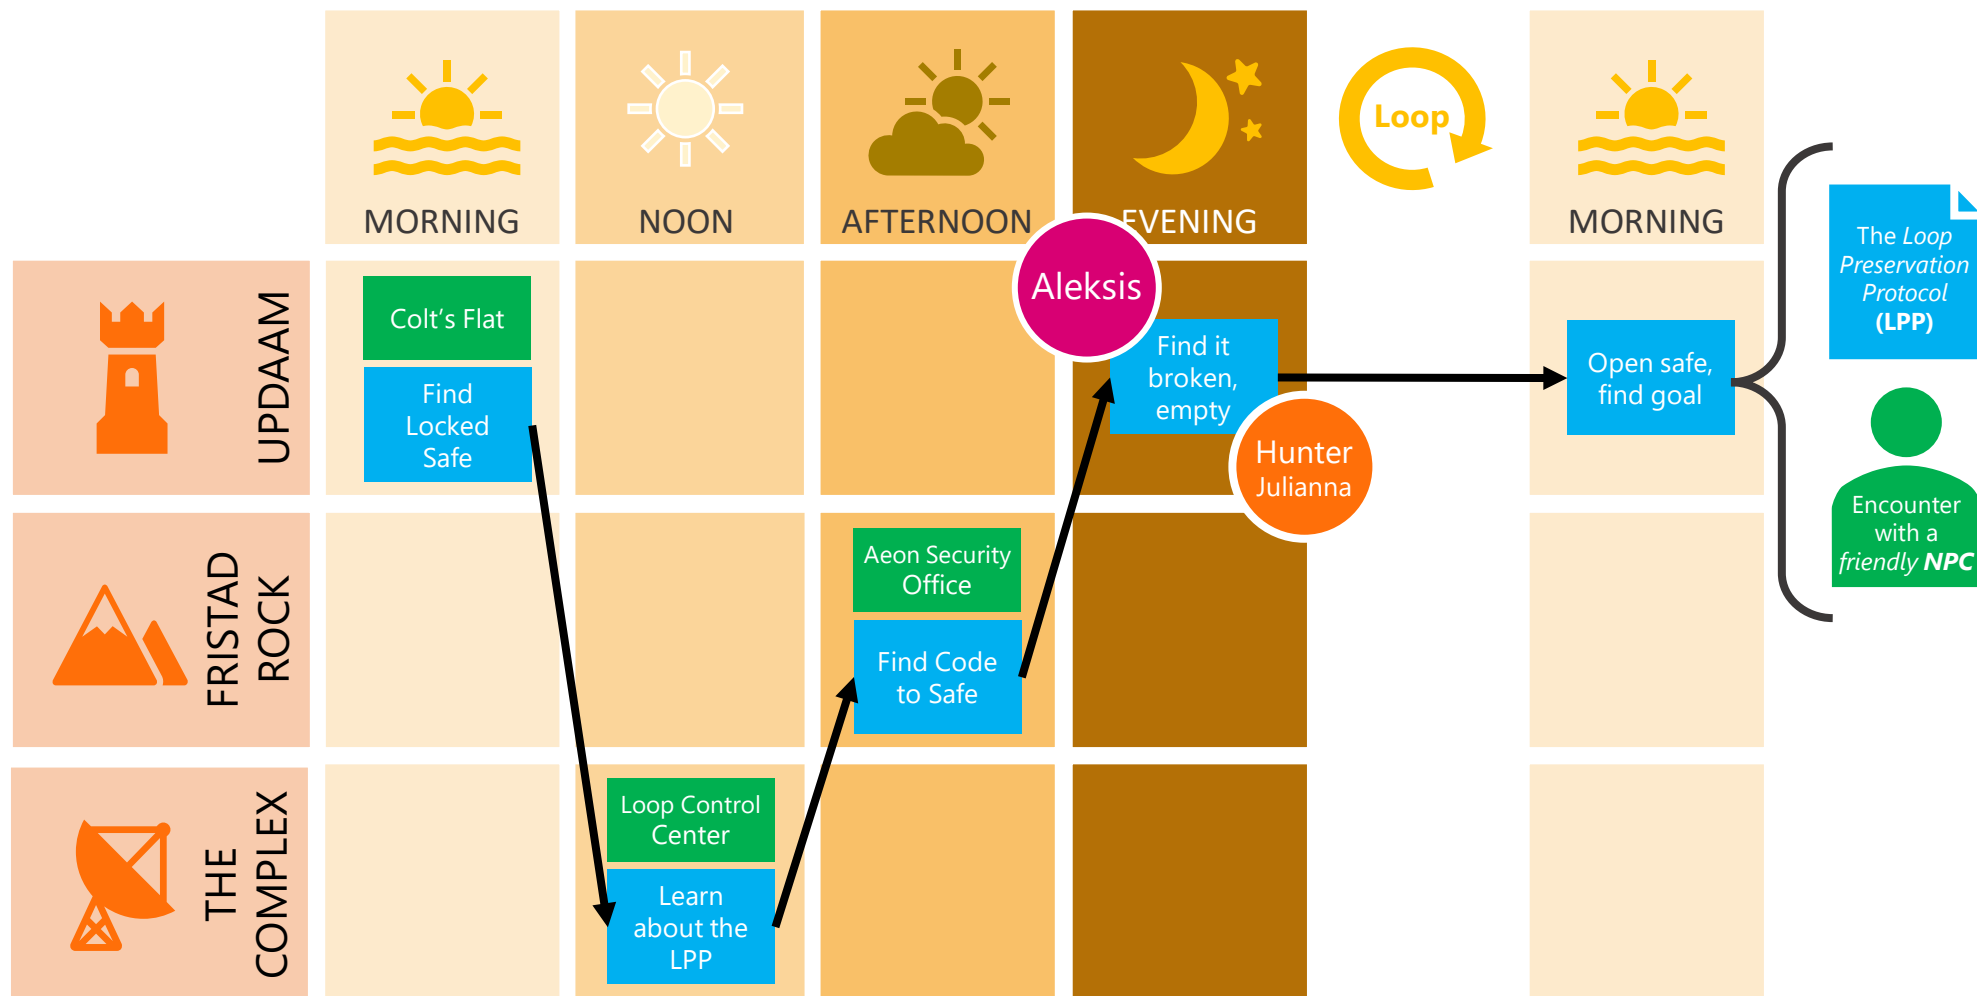 MORNING
NOON
AFTERNOON
EVENING
Loop
MORNING
UPDAAM
Colt's Flat
Find
Locked
Safe
Aleksis
Find it
broken,
empty
Hunter
Julianna
Open safe,
find goal
The Loop
Preservation
Protocol
(LPP)
Encounter
with a
friendly NPC
FRISTAD
ROCK
Aeon Security
Office
Find Code
to Safe
THE
COMPLEX
Loop Control
Center
Learn
about the
LPP